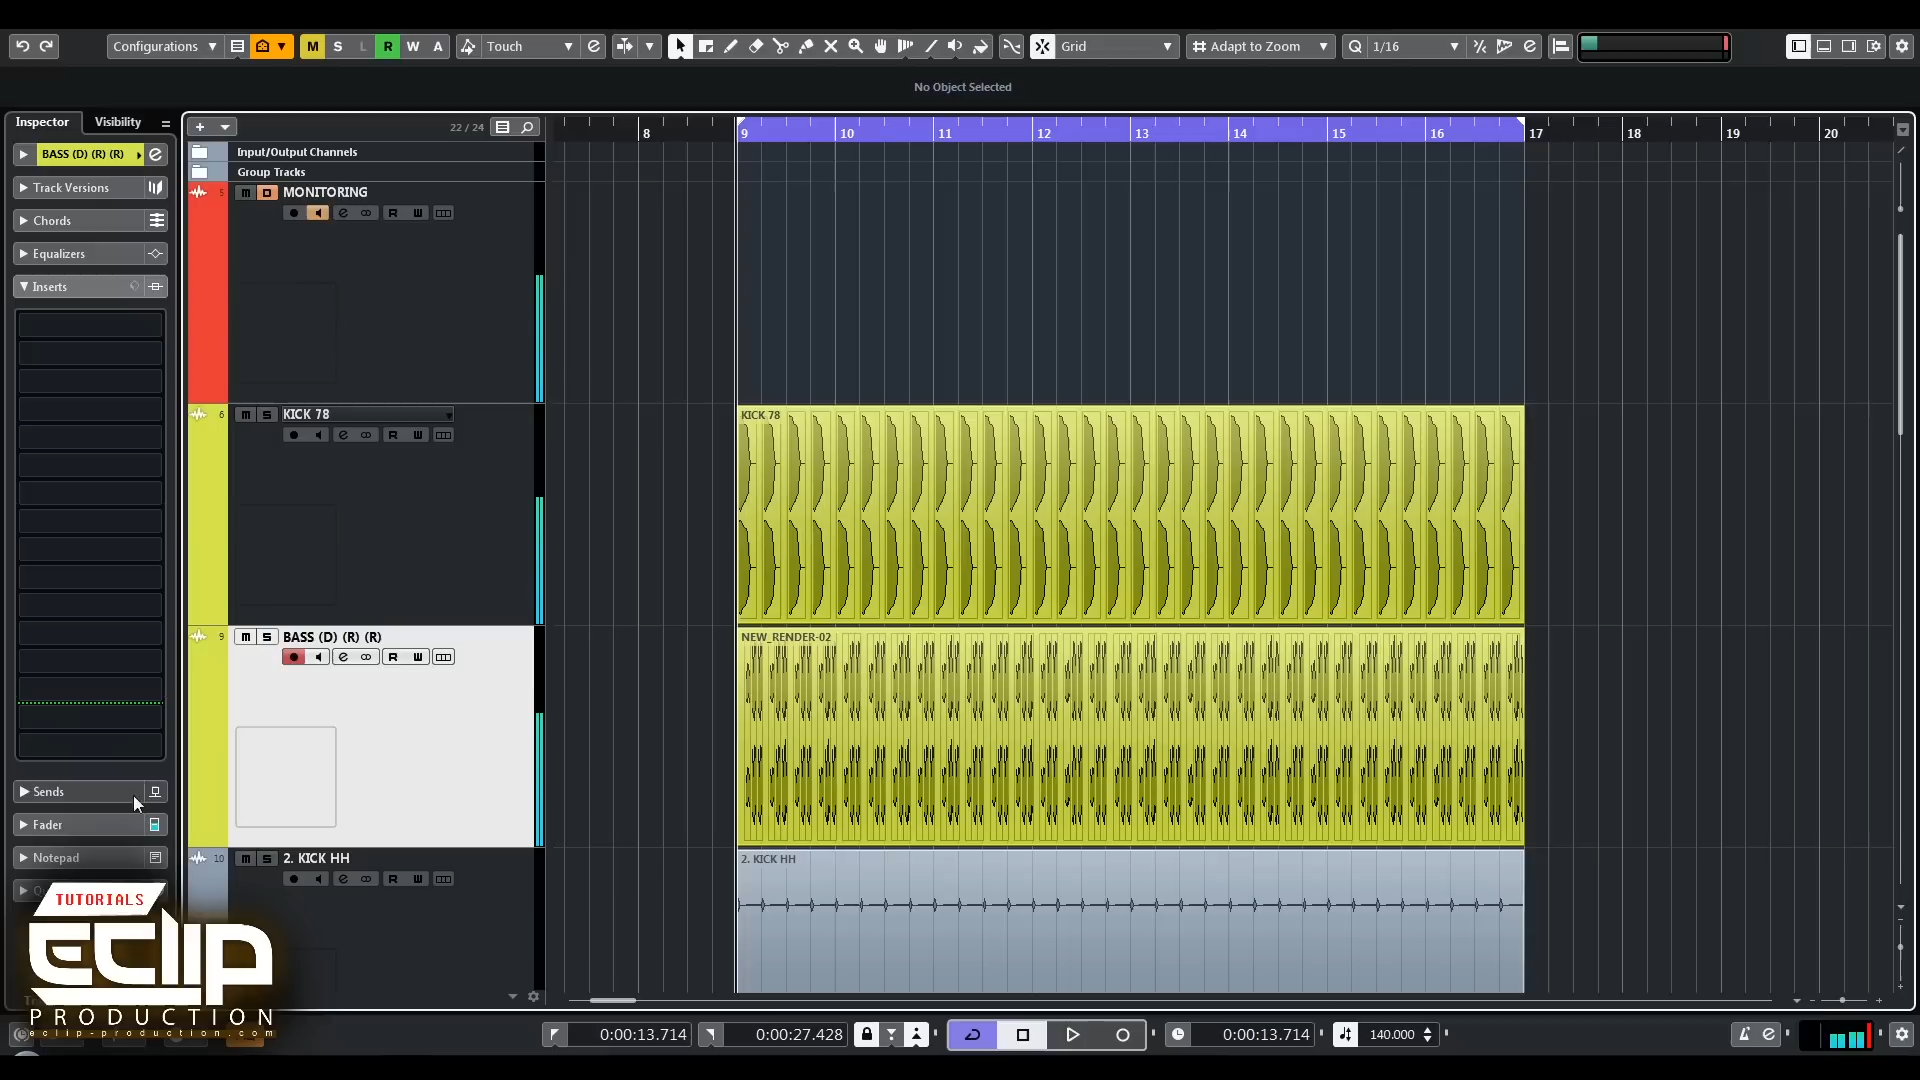 Configurations
M S L R W A
Touch
Grid
Adapt to Zoom
Q 1/16
No Object Selected
Inspector Visibility
22 / 24
8 9 10 11 12 13 14 15 16 17 18 19 20
BASS (D) (R) (R)
Track Versions
Chords
Equalizers
Inserts
Sends
Fader
Notepad
Input/Output Channels
Group Tracks
5 m MONITORING
R W
6 m S KICK 78
R W
KICK 78
9 m S BASS (D) (R) (R)
R W
NEW_RENDER-02
10 m S 2. KICK HH
R W
2. KICK HH
TUTORIALS
ECLIP
PRODUCTION
eclip-production.com
0:00:13.714
0:00:27.428
0:00:13.714
140.000